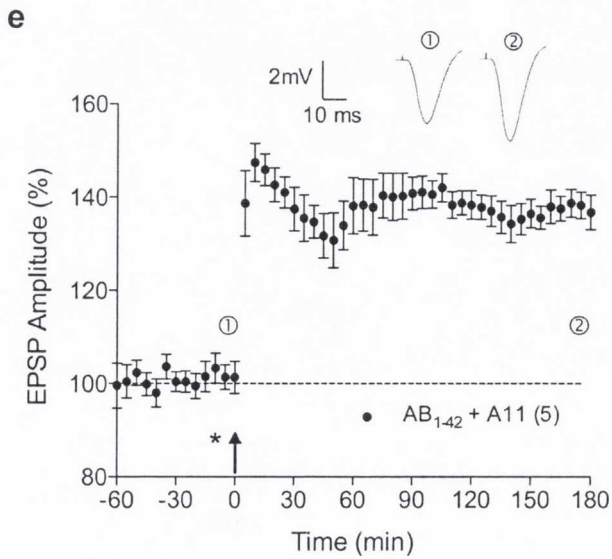 e
① ②
2mV
10 ms
EPSP Amplitude (%)
160
140
120
100
80
① ②
AB1-42 + A11 (5)
*
-60 -30 0 30 60 90 120 150 180
Time (min)